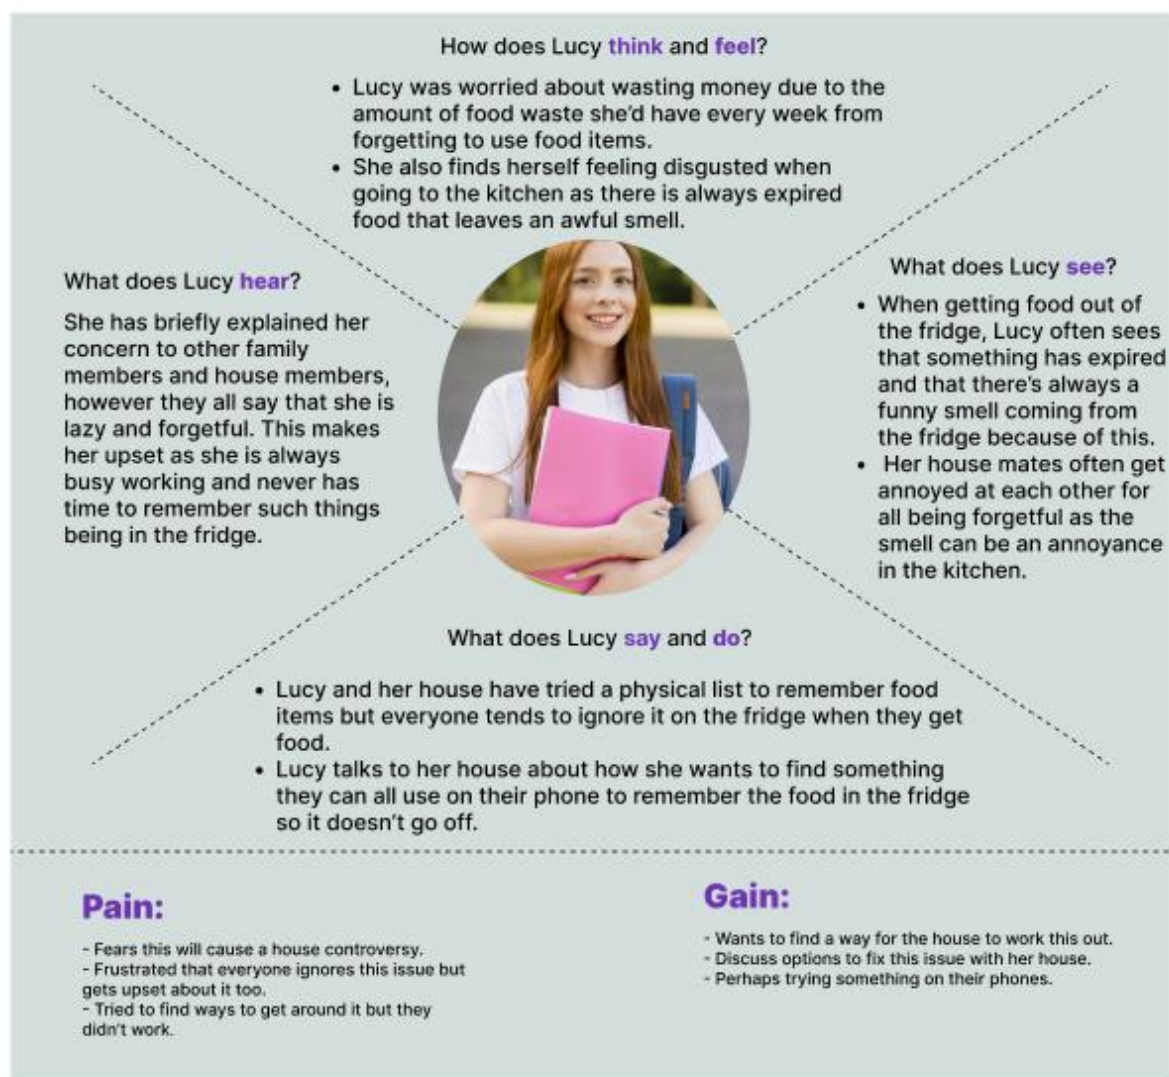 How does Lucy think and feel?
• Lucy was worried about wasting money due to the
amount of food waste she'd have every week from
forgetting to use food items.
• She also finds herself feeling disgusted when
going to the kitchen as there is always expired
food that leaves an awful smell.
What does Lucy hear?
She has briefly explained her
concern to other family
members and house members,
however they all say that she is
lazy and forgetful. This makes
her upset as she is always
busy working and never has
time to remember such things
being in the fridge.
What does Lucy see?
• When getting food out of
the fridge, Lucy often sees
that something has expired
and that there's always a
funny smell coming from
the fridge because of this.
• Her house mates often get
annoyed at each other for
all being forgetful as the
smell can be an annoyance
in the kitchen.
What does Lucy say and do?
• Lucy and her house have tried a physical list to remember food
items but everyone tends to ignore it on the fridge when they get
food.
• Lucy talks to her house about how she wants to find something
they can all use on their phone to remember the food in the fridge
so it doesn't go off.
Pain:
- Fears this will cause a house controversy.
- Frustrated that everyone ignores this issue but
gets upset about it too.
- Tried to find ways to get around it but they
didn't work.
Gain:
- Wants to find a way for the house to work this out.
- Discuss options to fix this issue with her house.
- Perhaps trying something on their phones.